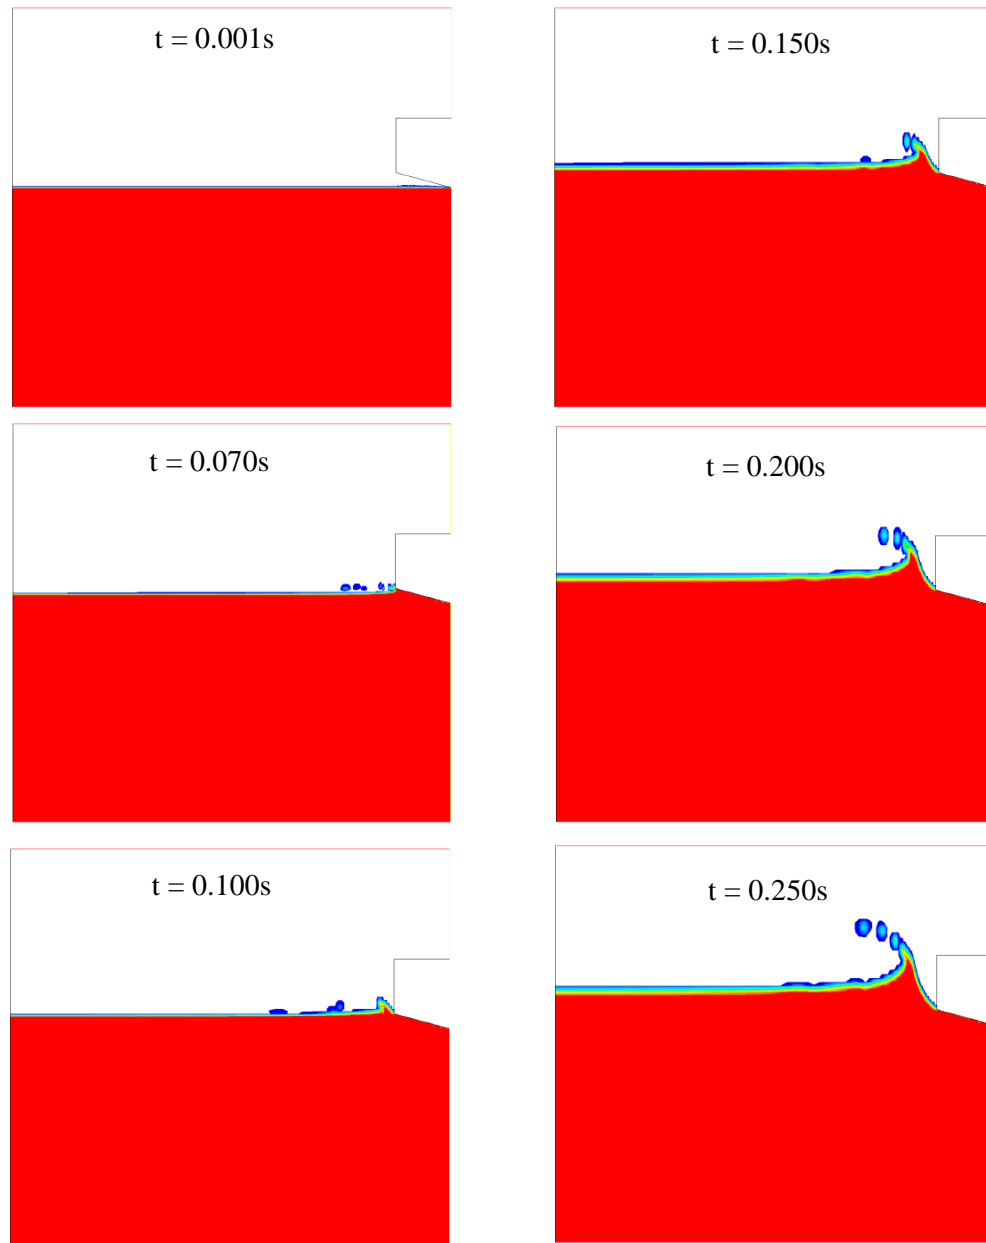 t = 0.001s
t = 0.150s
t = 0.070s
t = 0.200s
t = 0.100s
t = 0.250s